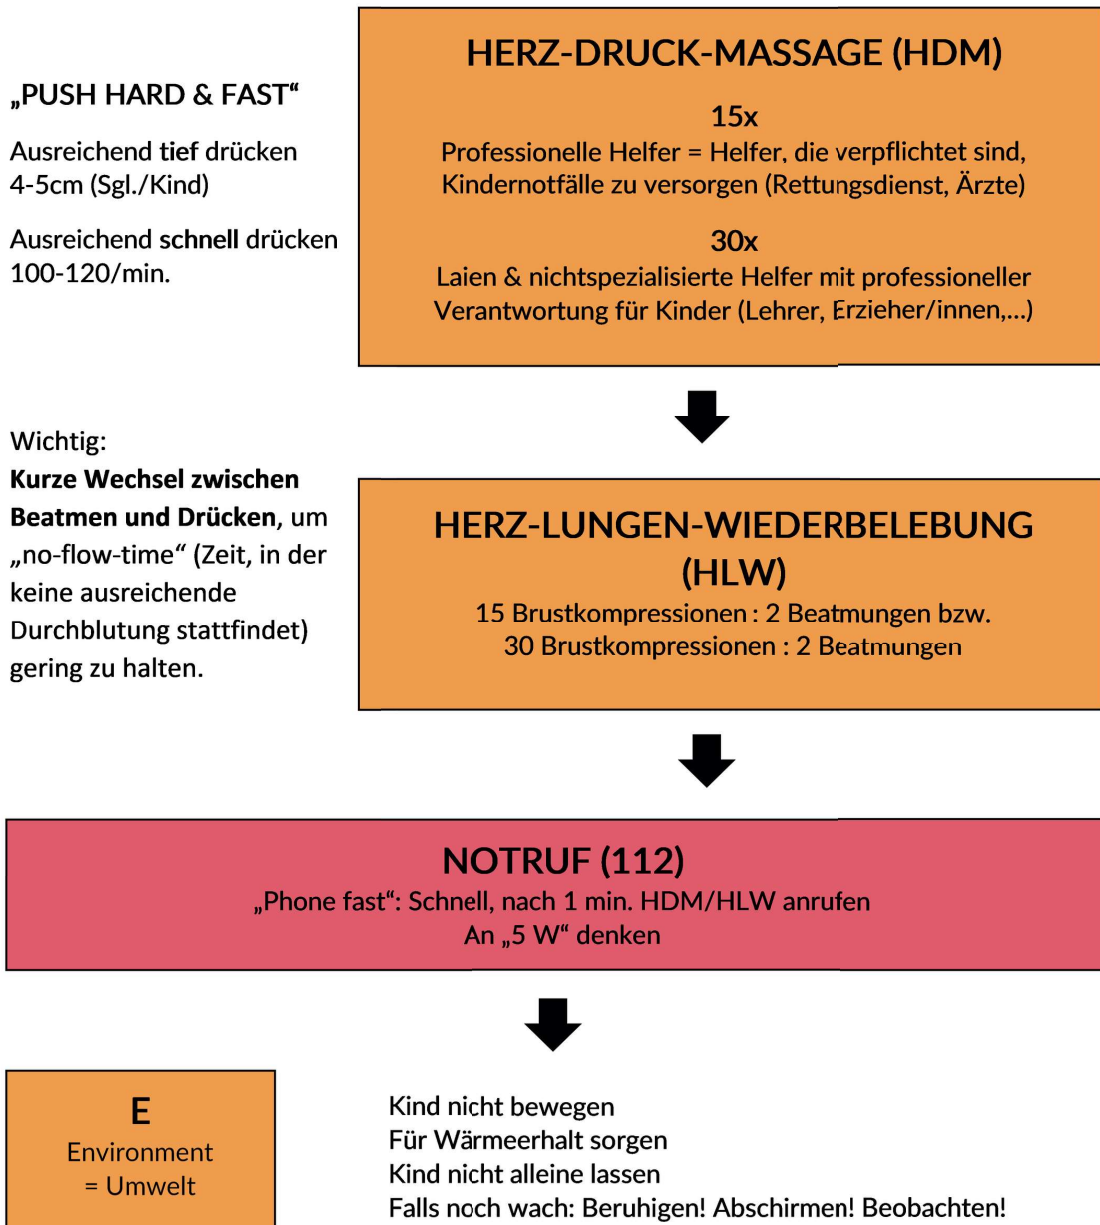 HERZ-DRUCK-MASSAGE (HDM)
15x
Professionelle Helfer = Helfer, die verpflichtet sind,
Kindernotfälle zu versorgen (Rettungsdienst, Ärzte)
30x
Laien & nichtspezialisierte Helfer mit professioneller
Verantwortung für Kinder (Lehrer, Erzieher/innen,...)
„PUSH HARD & FAST“
Ausreichend tief drücken
4-5cm (Sgl./Kind)
Ausreichend schnell drücken
100-120/min.
Wichtig:
Kurze Wechsel zwischen
Beatmen und Drücken, um
„no-flow-time“ (Zeit, in der
keine ausreichende
Durchblutung stattfindet)
gering zu halten.
HERZ-LUNGEN-WIEDERBELEBUNG
(HLW)
15 Brustkompressionen : 2 Beatmungen bzw.
30 Brustkompressionen : 2 Beatmungen
NOTRUF (112)
„Phone fast“: Schnell, nach 1 min. HDM/HLW anrufen
An „5 W“ denken
E
Environment
= Umwelt
Kind nicht bewegen
Für Wärmeerhalt sorgen
Kind nicht alleine lassen
Falls noch wach: Beruhigen! Abschirmen! Beobachten!